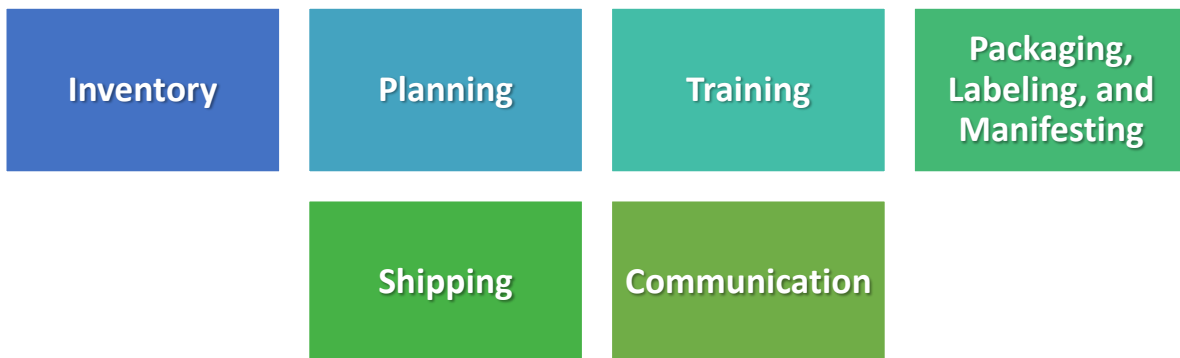 Inventory
Planning
Training
Packaging,
Labeling, and
Manifesting
Shipping
Communication